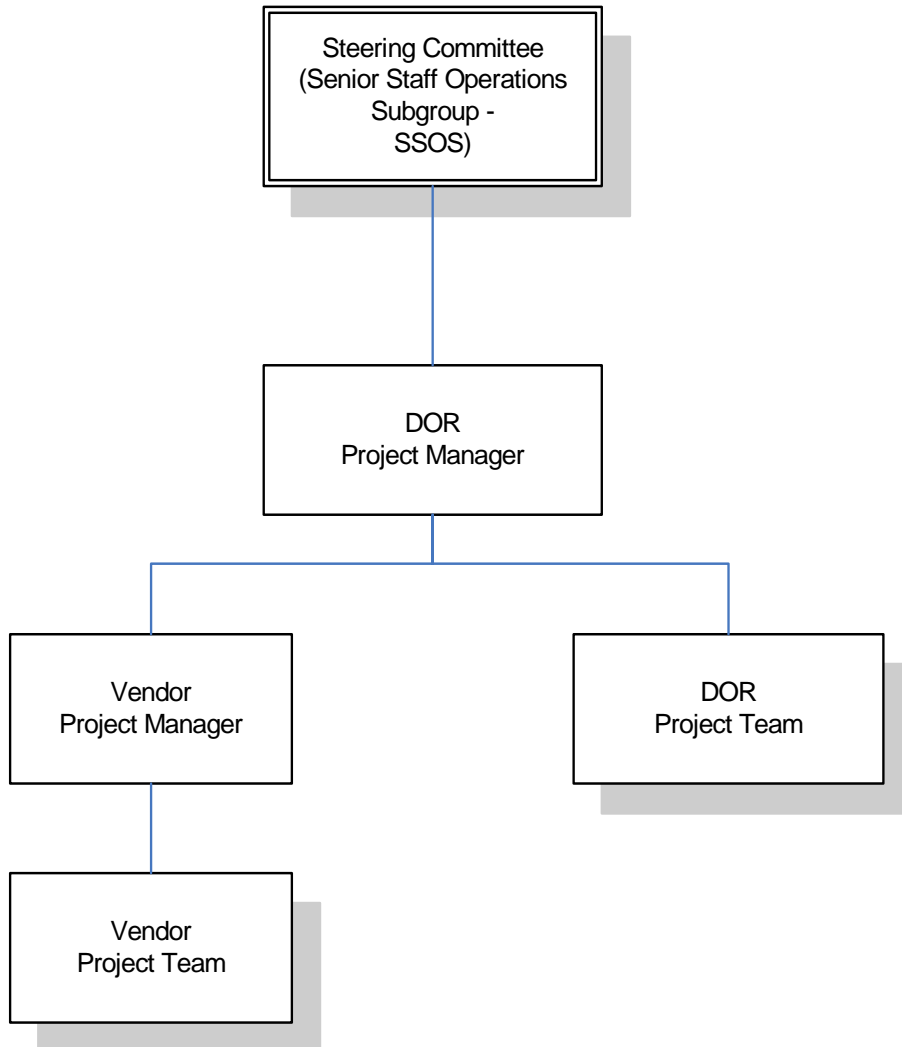 Steering Committee
(Senior Staff Operations
Subgroup -
SSOS)
DOR
Project Manager
Vendor
Project Manager
DOR
Project Team
Vendor
Project Team